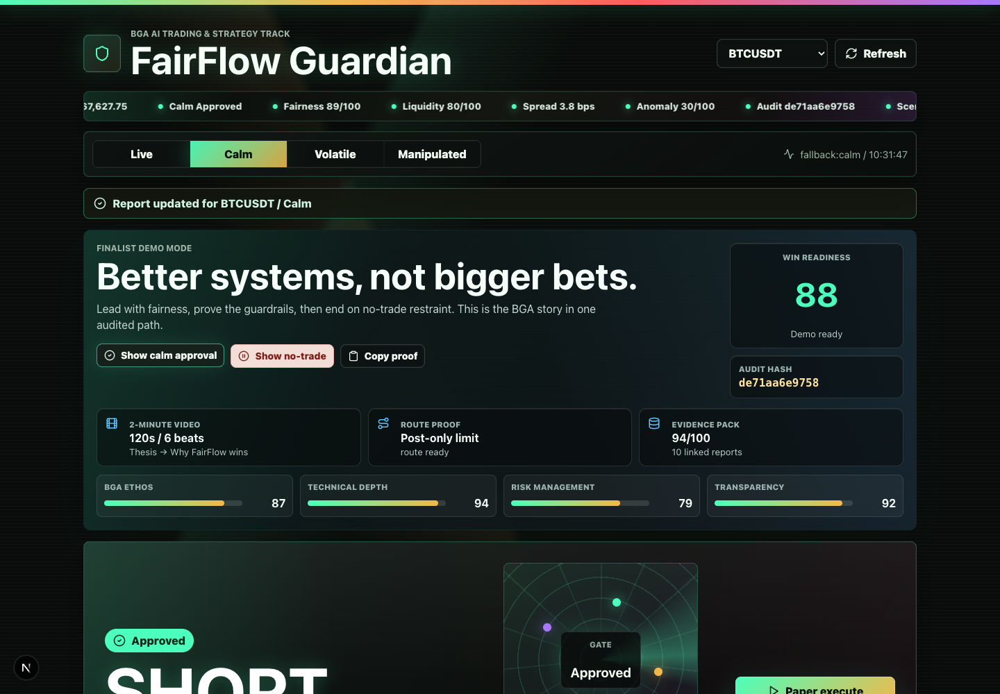 BGA AI TRADING & STRATEGY TRACK
FairFlow Guardian
BTCUSDT
Refresh
67,627.75
Calm Approved
Fairness 89/100
Liquidity 80/100
Spread 3.8 bps
Anomaly 30/100
Audit de71aa6e9758
Live
Calm
Volatile
Manipulated
fallback:calm / 10:31:47
Report updated for BTCUSDT / Calm
FINALIST DEMO MODE
Better systems, not bigger bets.
Lead with fairness, prove the guardrails, then end on no-trade restraint. This is the BGA story in one
audited path.
Show calm approval
Show no-trade
Copy proof
WIN READINESS
88
Demo ready
AUDIT HASH
de71aa6e9758
2-MINUTE VIDEO
120s / 6 beats
Thesis → Why FairFlow wins
ROUTE PROOF
Post-only limit
route ready
EVIDENCE PACK
94/100
10 linked reports
BGA ETHOS
87
TECHNICAL DEPTH
94
RISK MANAGEMENT
79
TRANSPARENCY
92
Approved
SHORT
GATE
Approved
Paper execute
N